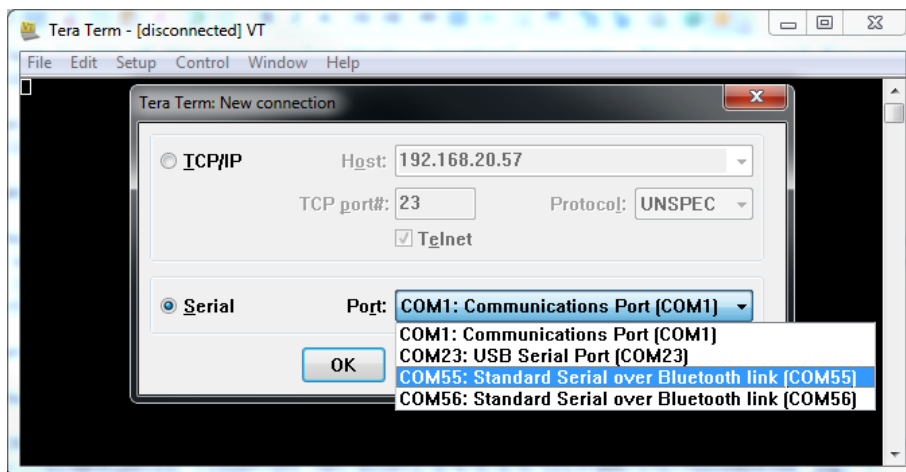 Tera Term - [disconnected] VT
File Edit Setup Control Window Help
Tera Term: New connection
TCP/IP Host: 192.168.20.57
TCP port#: 23 Protocol: UNSPEC
Telnet
Serial Port: COM1: Communications Port (COM1)
COM1: Communications Port (COM1)
COM23: USB Serial Port (COM23)
OK
COM55: Standard Serial over Bluetooth link (COM55)
COM56: Standard Serial over Bluetooth link (COM56)